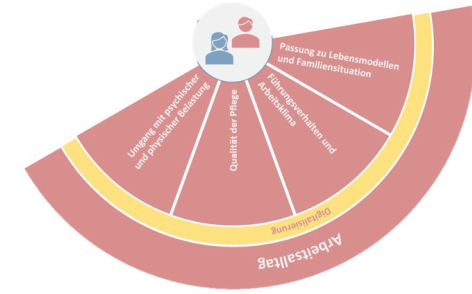 Umgang mit psychischer
und physischer Belastung
Qualität der Pflege
Führungsverhalten und
Arbeitsklima
Passung zu Lebensmodellen
und Familiensituation
Digitalisierung
Arbeitsalltag